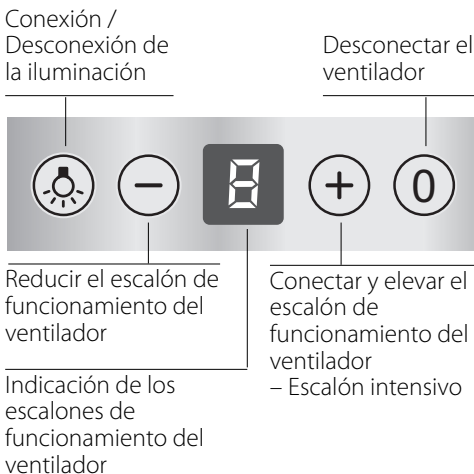 Conexión /
Desconexión de
la iluminación
Desconectar el
ventilador
−
8
+
0
Reducir el escalón de
funcionamiento del
ventilador
Conectar y elevar el
escalón de
funcionamiento del
ventilador
– Escalón intensivo
Indicación de los
escalones de
funcionamiento del
ventilador